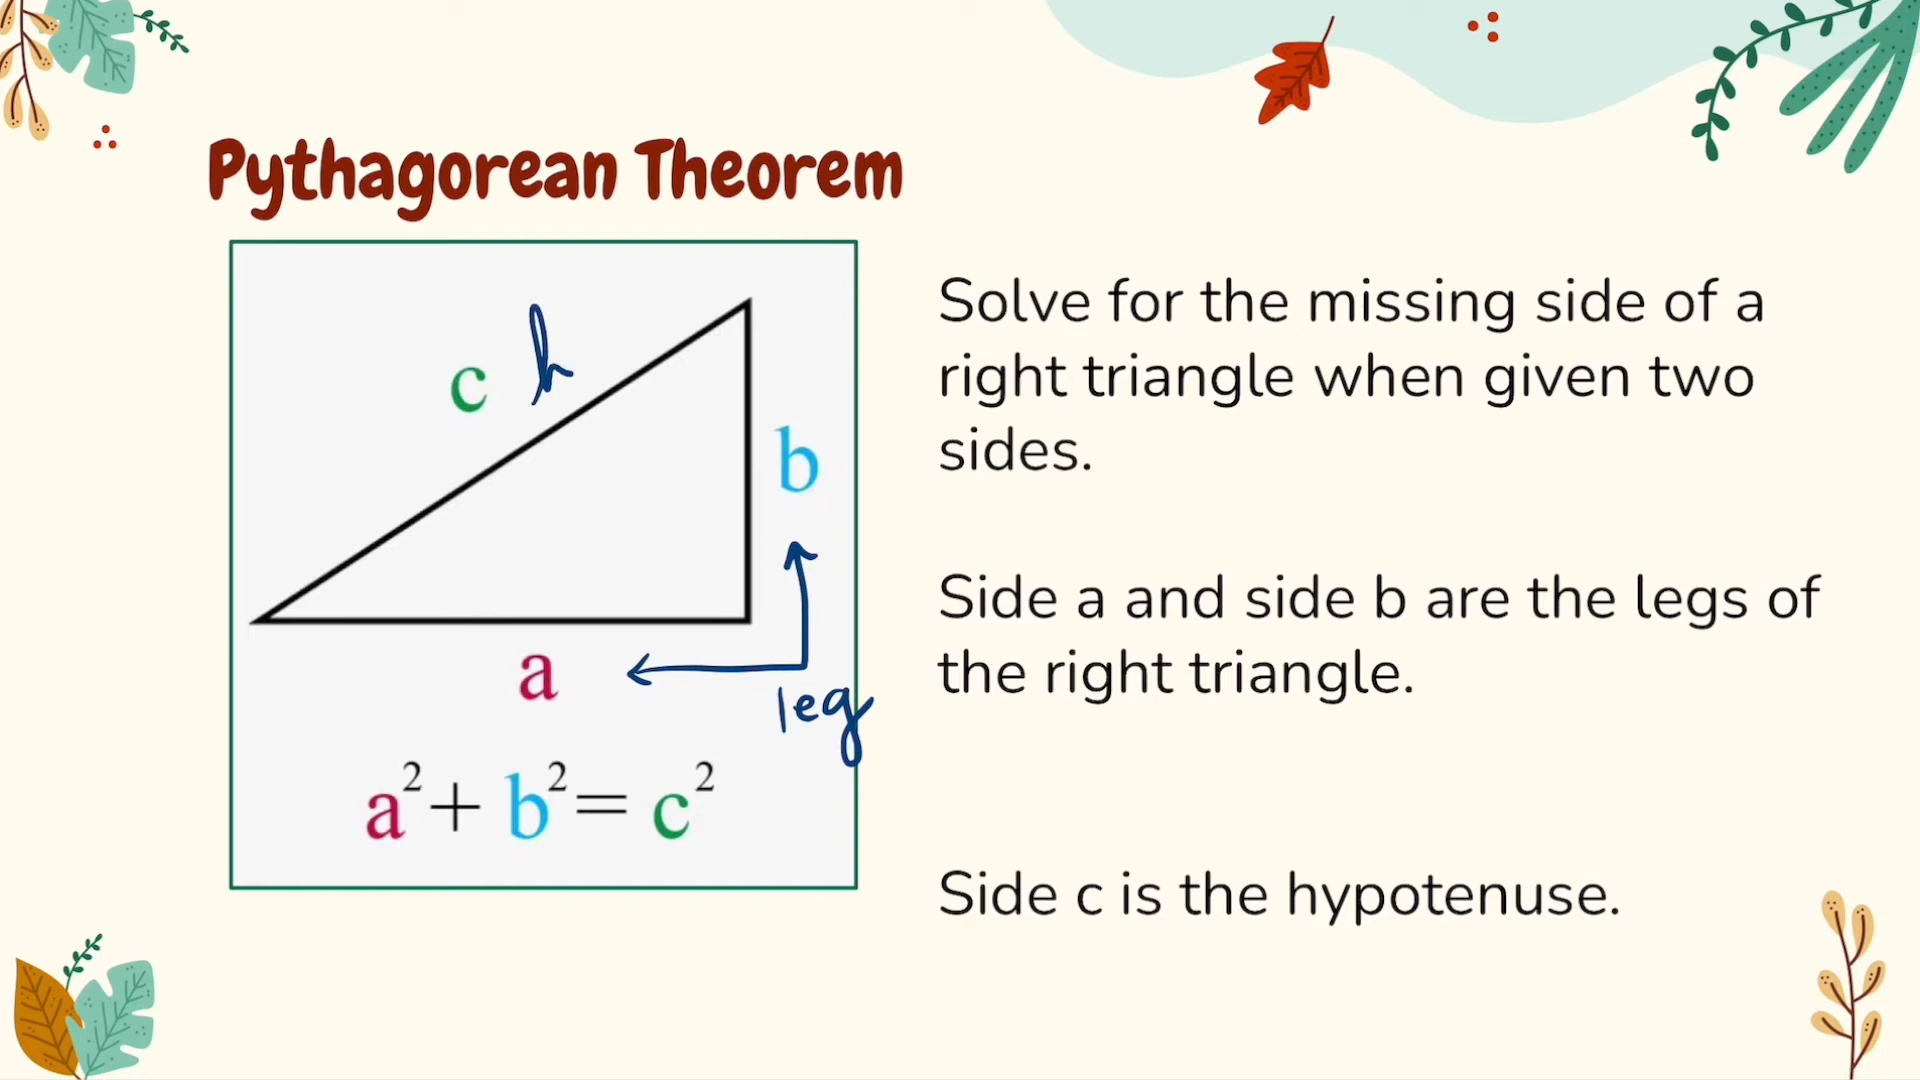 Pythagorean Theorem
c h
b
a
leg
a² + b² = c²
Solve for the missing side of a
right triangle when given two
sides.
Side a and side b are the legs of
the right triangle.
Side c is the hypotenuse.